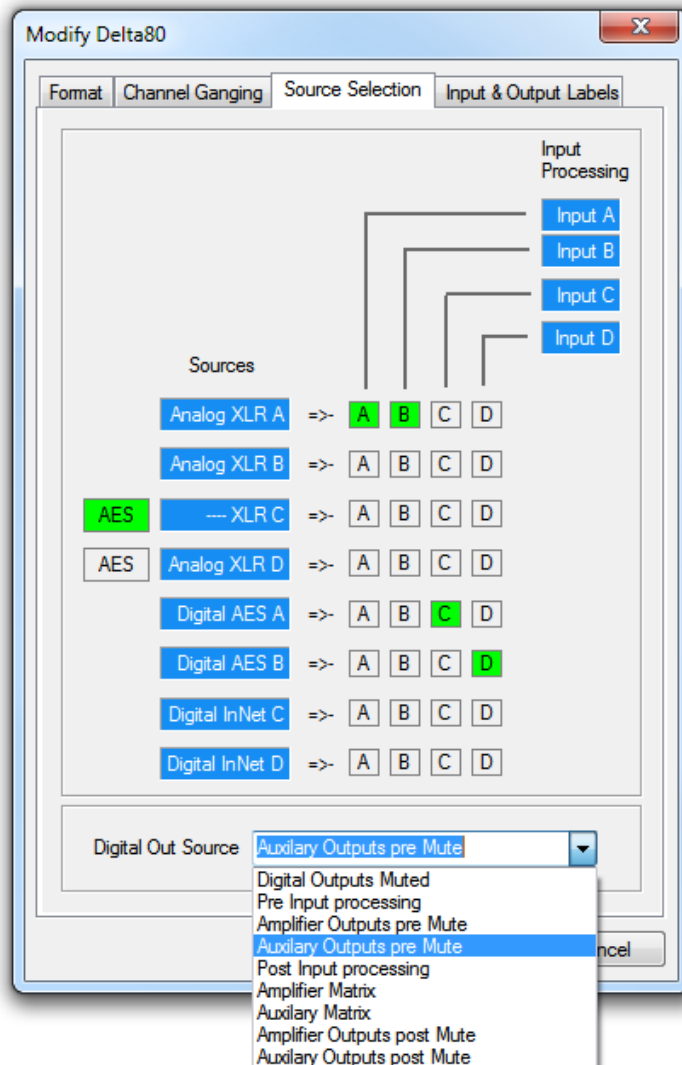 Modify Delta80
Format Channel Ganging Source Selection Input & Output Labels
Input
Processing
Input A
Input B
Input C
Input D
Sources
Analog XLR A =>- A B C D
Analog XLR B =>- A B C D
AES ---- XLR C =>- A B C D
AES Analog XLR D =>- A B C D
Digital AES A =>- A B C D
Digital AES B =>- A B C D
Digital InNet C =>- A B C D
Digital InNet D =>- A B C D
Digital Out Source Auxilary Outputs pre Mute
Digital Outputs Muted
Pre Input processing
Amplifier Outputs pre Mute
Auxilary Outputs pre Mute
ncel
Post Input processing
Amplifier Matrix
Auxilary Matrix
Amplifier Outputs post Mute
Auxilary Outputs post Mute